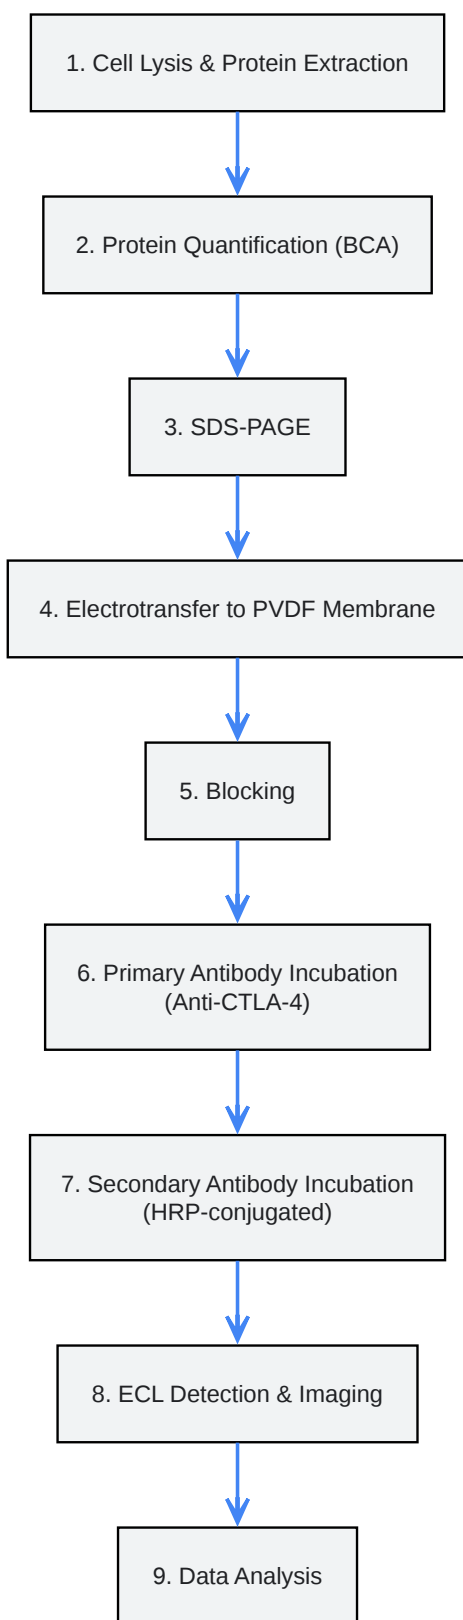 1. Cell Lysis & Protein Extraction
2. Protein Quantification (BCA)
3. SDS-PAGE
4. Electrotransfer to PVDF Membrane
5. Blocking
6. Primary Antibody Incubation
(Anti-CTLA-4)
7. Secondary Antibody Incubation
(HRP-conjugated)
8. ECL Detection & Imaging
9. Data Analysis